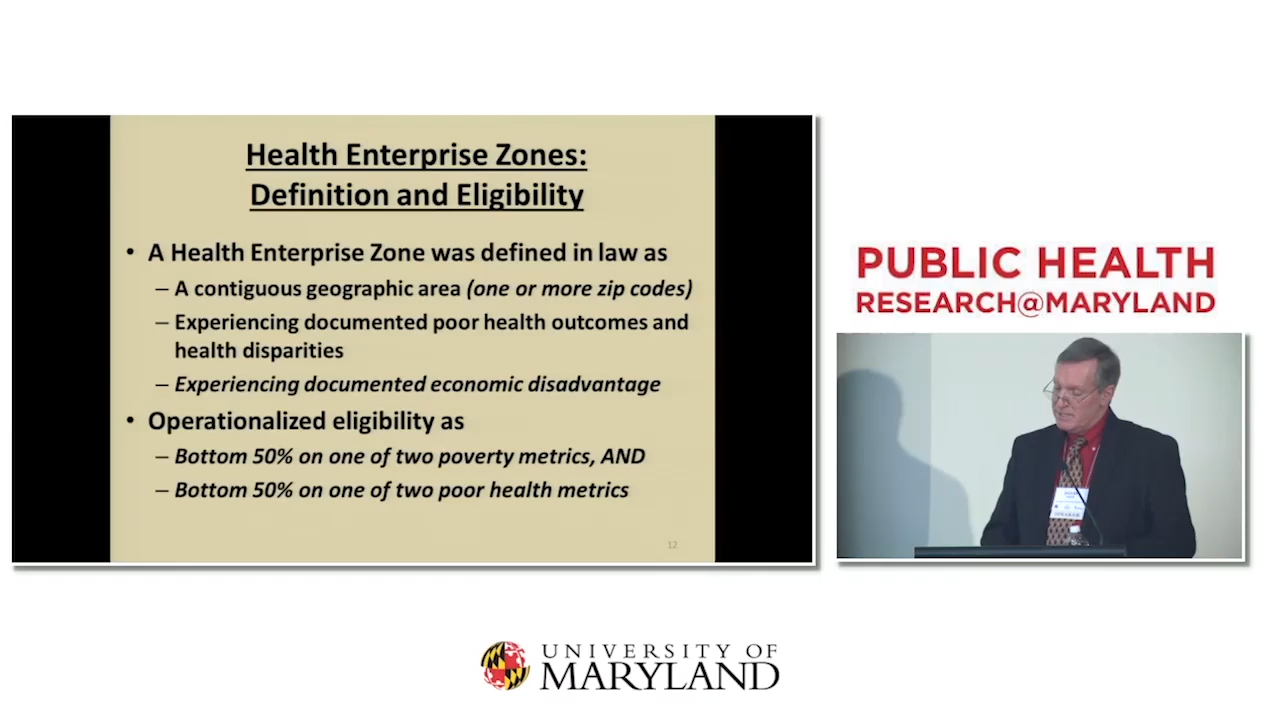 Health Enterprise Zones:
Definition and Eligibility
• A Health Enterprise Zone was defined in law as
– A contiguous geographic area (one or more zip codes)
– Experiencing documented poor health outcomes and
health disparities
– Experiencing documented economic disadvantage
• Operationalized eligibility as
– Bottom 50% on one of two poverty metrics, AND
– Bottom 50% on one of two poor health metrics
12
PUBLIC HEALTH
RESEARCH@MARYLAND
UNIVERSITY OF
MARYLAND